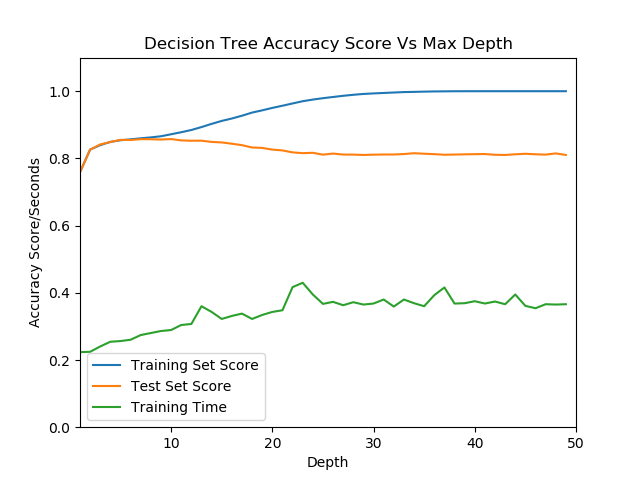 Decision Tree Accuracy Score Vs Max Depth
Accuracy Score/Seconds
1.0
0.8
0.6
0.4
0.2
0.0
Training Set Score
Test Set Score
Training Time
10
20
30
40
50
Depth